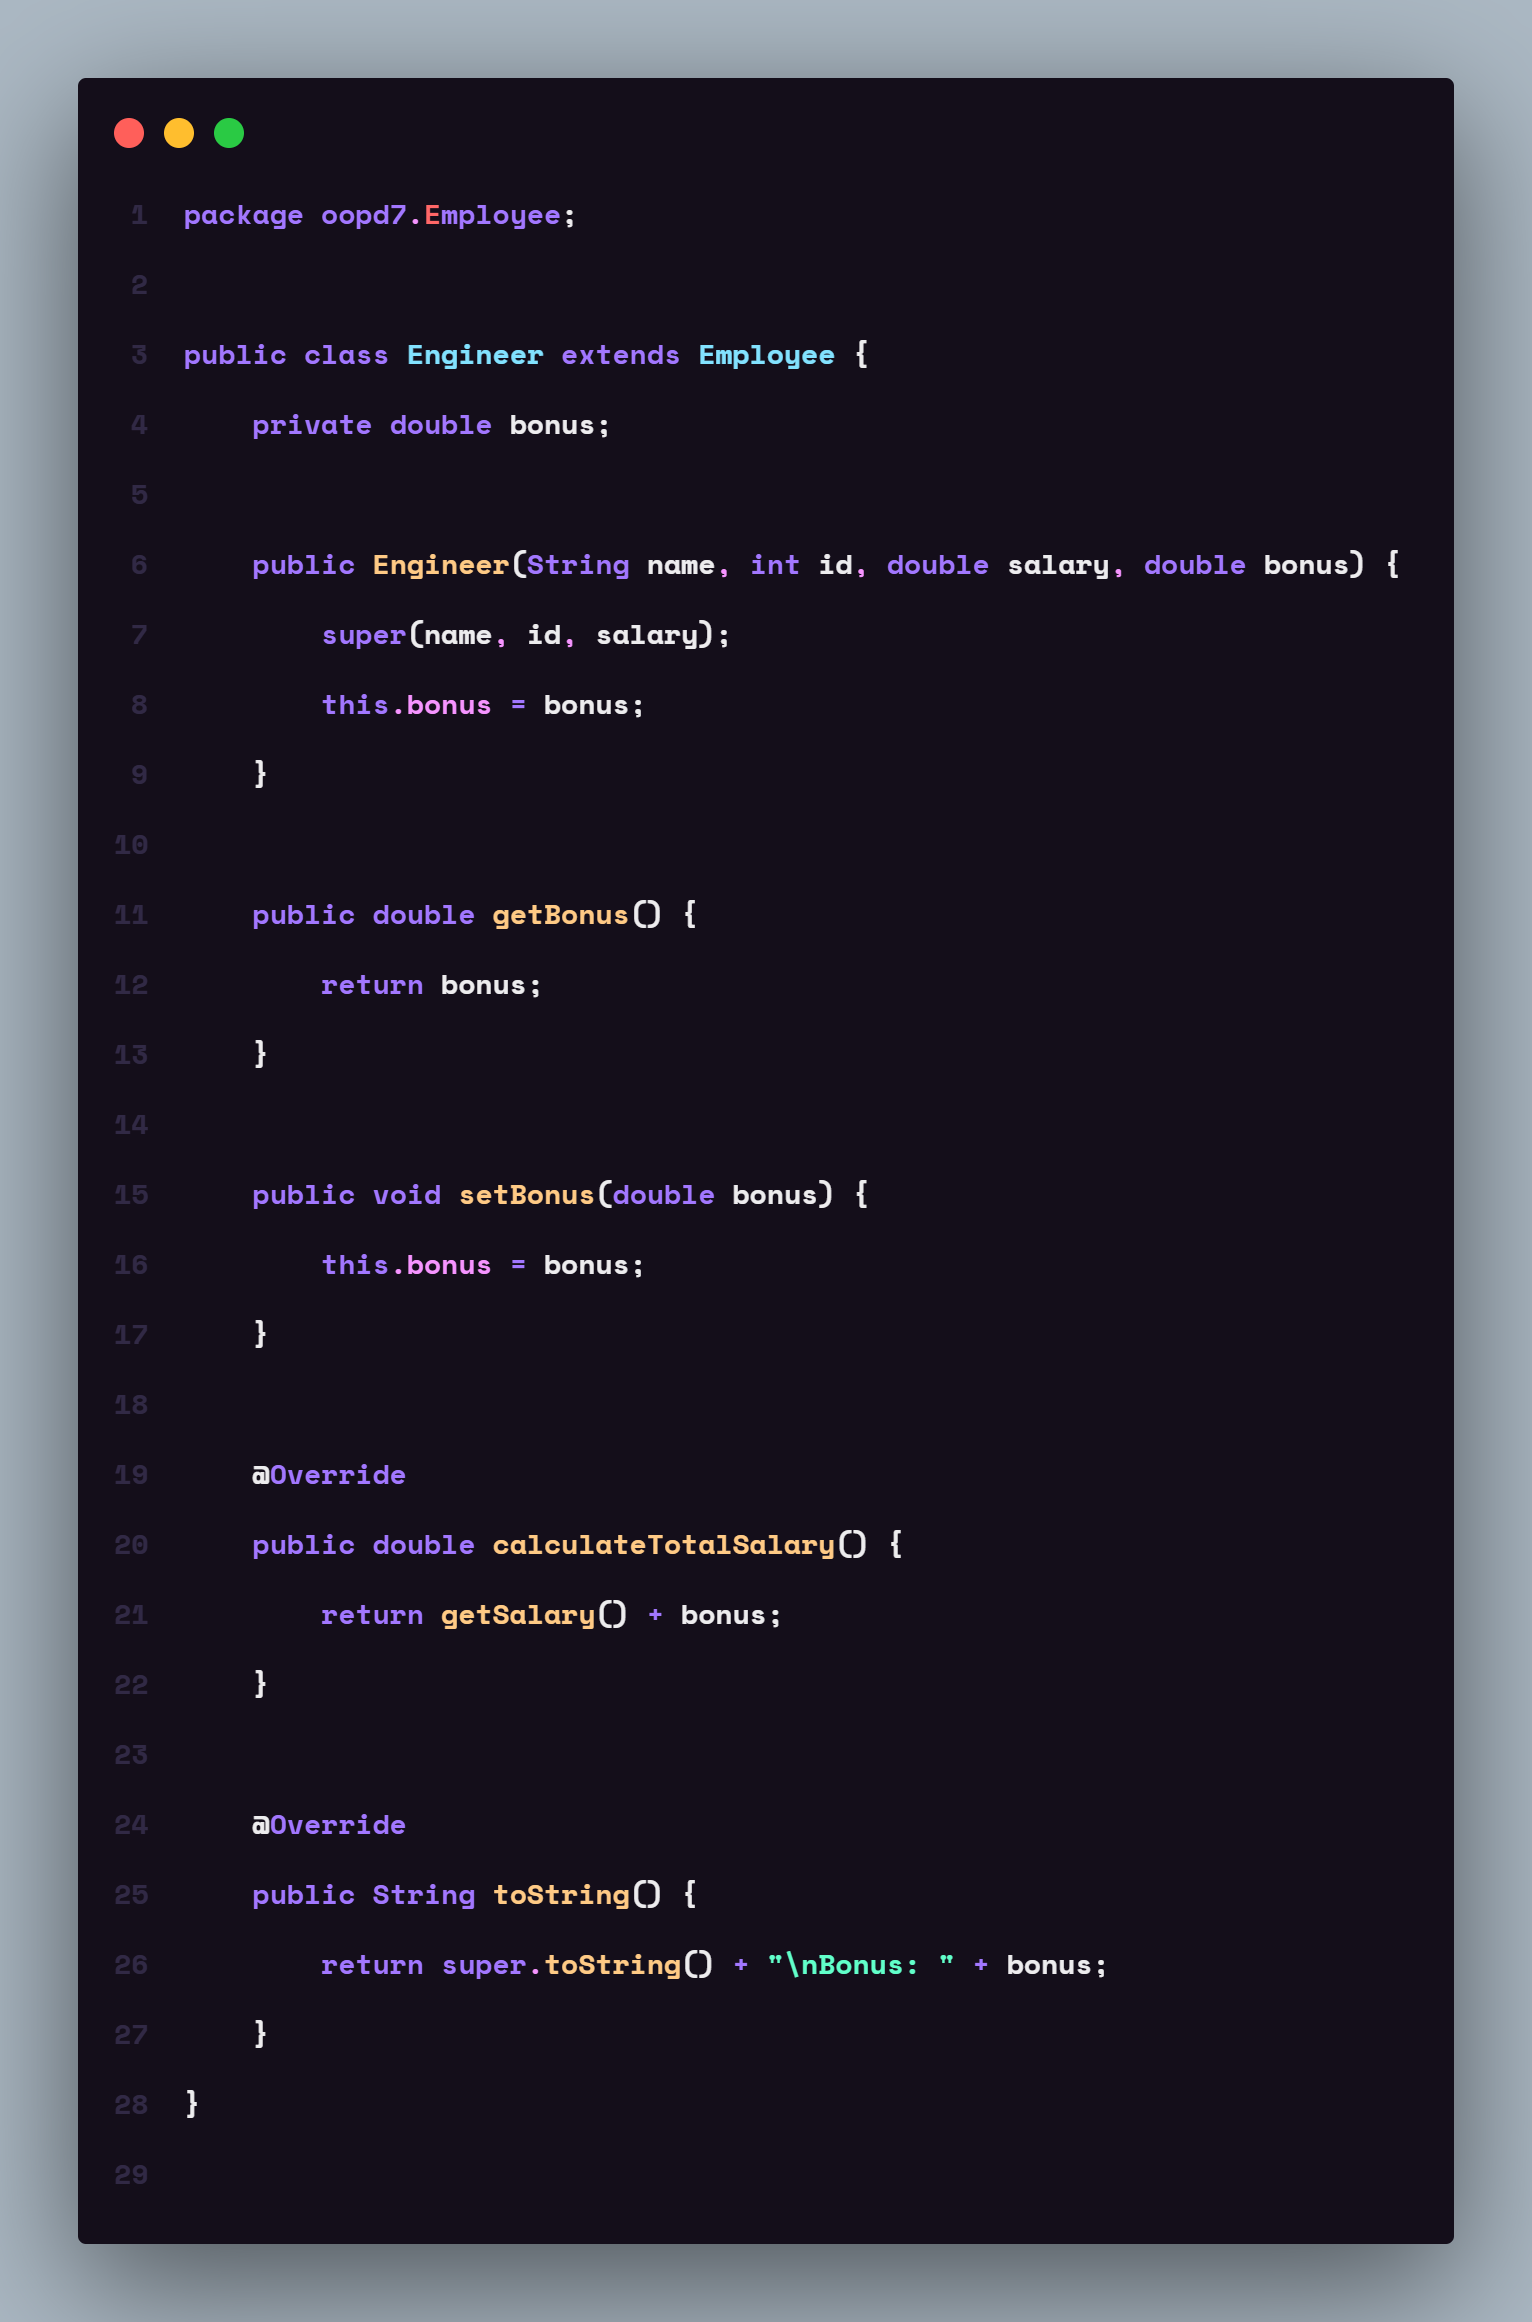 1 package oopd7.Employee;
2
3 public class Engineer extends Employee {
4     private double bonus;
5
6     public Engineer(String name, int id, double salary, double bonus) {
7         super(name, id, salary);
8         this.bonus = bonus;
9     }
10
11     public double getBonus() {
12         return bonus;
13     }
14
15     public void setBonus(double bonus) {
16         this.bonus = bonus;
17     }
18
19     @Override
20     public double calculateTotalSalary() {
21         return getSalary() + bonus;
22     }
23
24     @Override
25     public String toString() {
26         return super.toString() + "\nBonus: " + bonus;
27     }
28 }
29